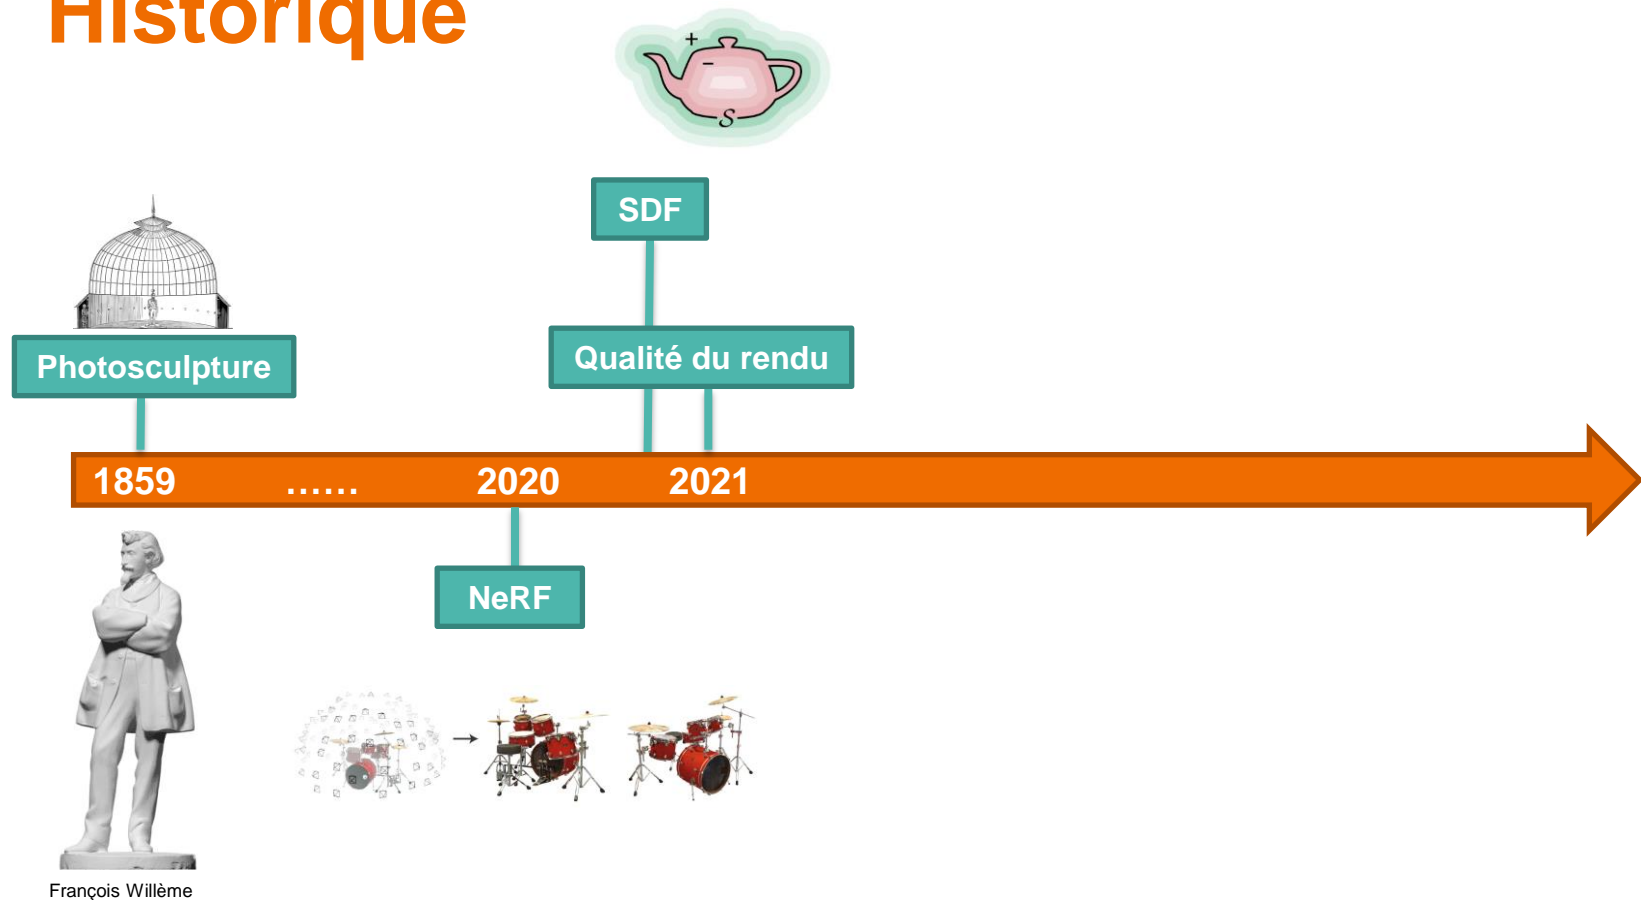 Historique
+
−
S
SDF
Photosculpture
Qualité du rendu
1859
......
2020
2021
NeRF
François Willème